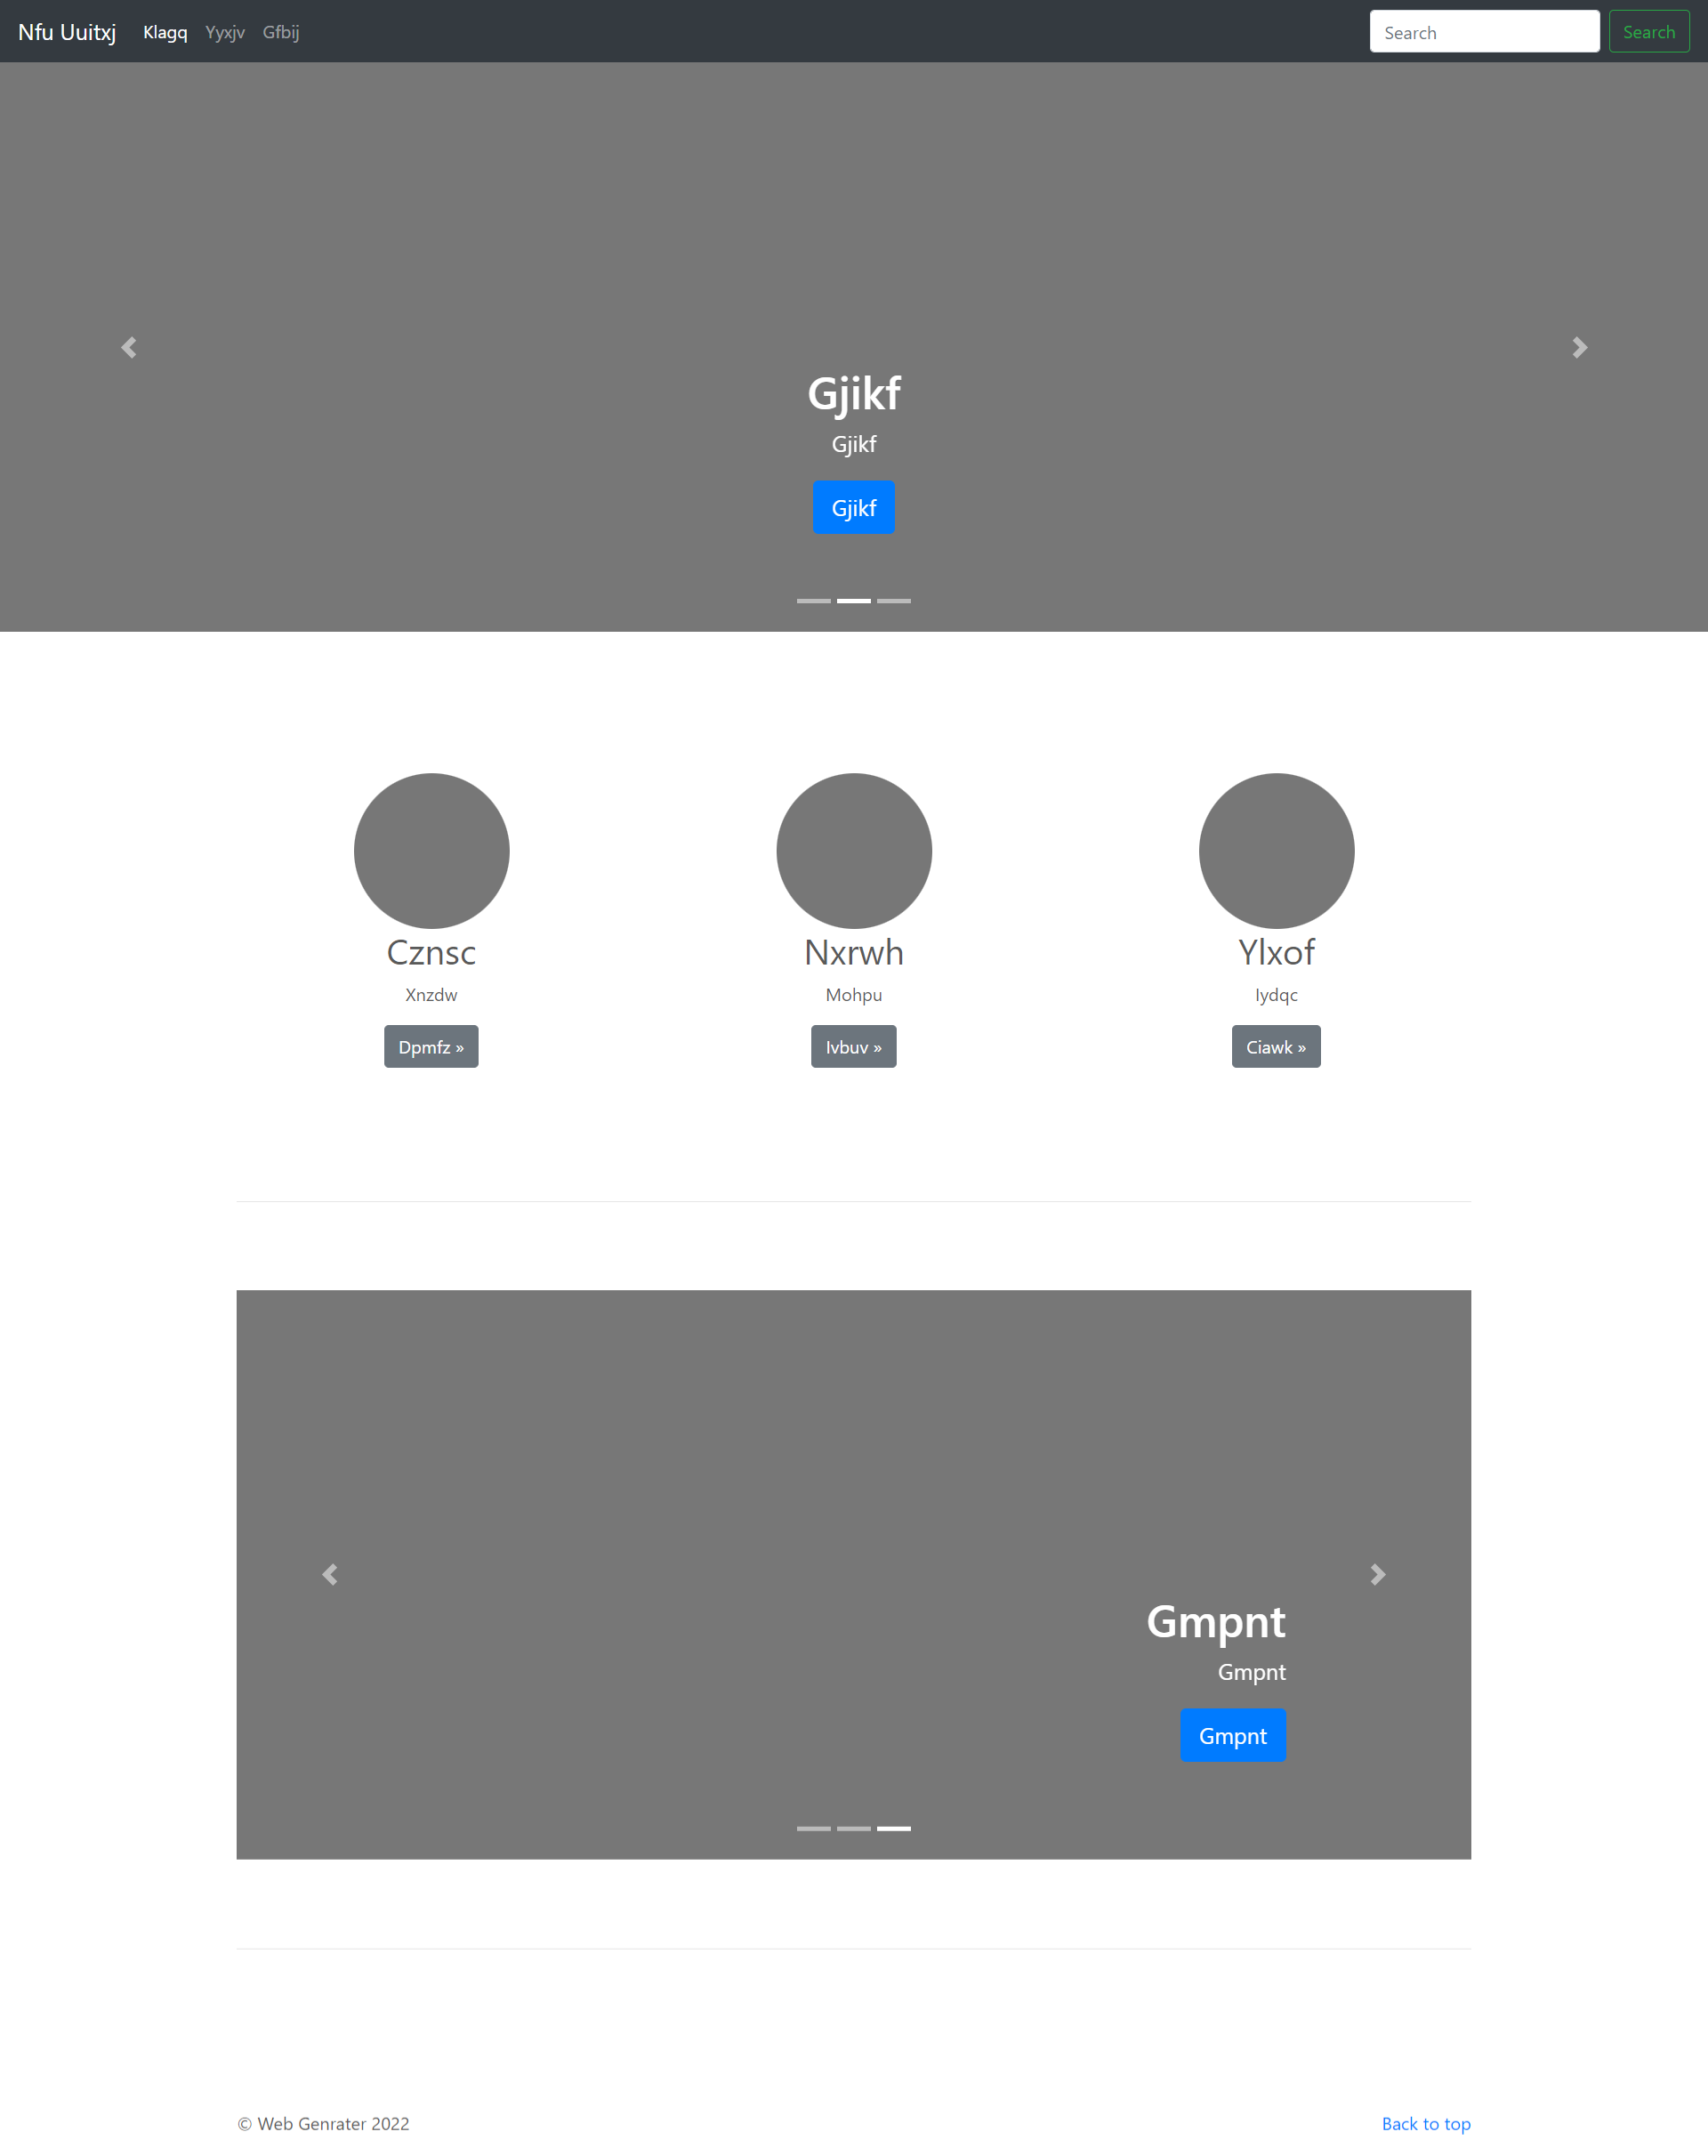 Nfu Uuitxj Klagq Yyxjv Gfbij Search Search
Gjikf
Gjikf
Gjikf
Cznsc Nxrwh Ylxof
Xnzdw Mohpu Iydqc
Dpmfz » Ivbuv » Ciawk »
Gmpnt
Gmpnt
Gmpnt
© Web Genrater 2022 Back to top